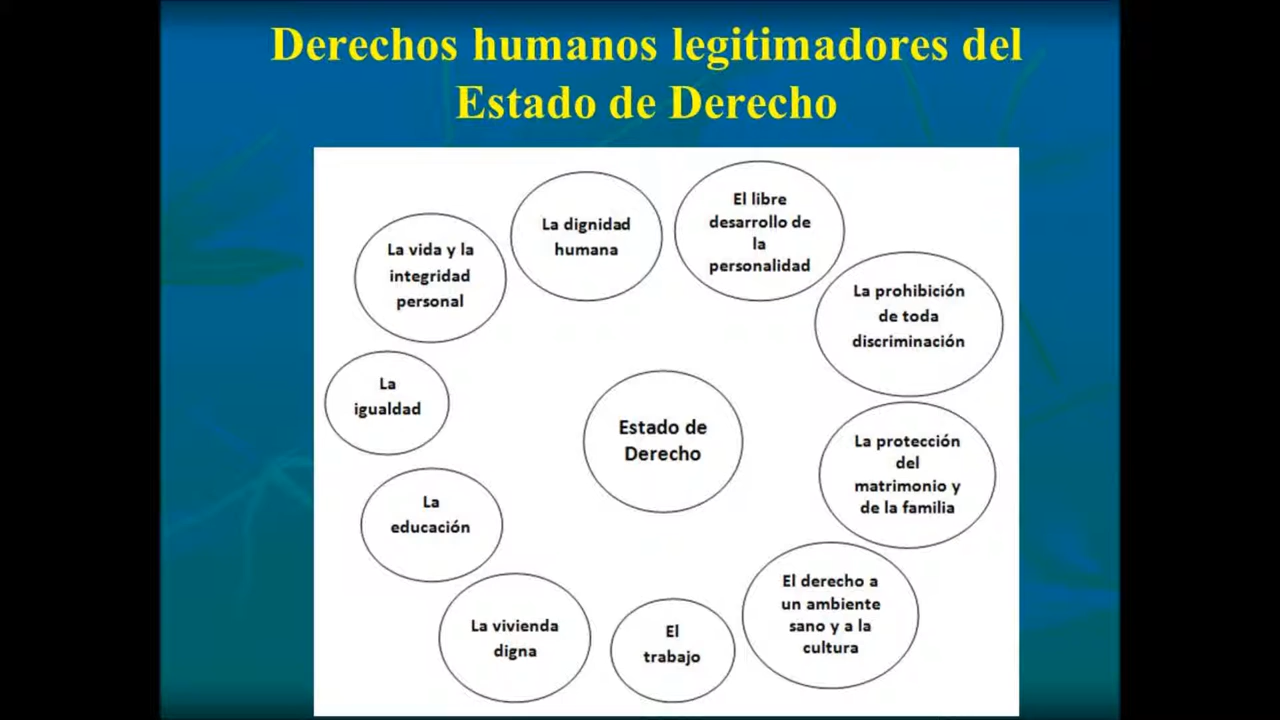 Derechos humanos legitimadores del
Estado de Derecho
La dignidad
humana
El libre
desarrollo de
la
personalidad
La vida y la
integridad
personal
La prohibición
de toda
discriminación
La
igualdad
Estado de
Derecho
La protección
del
matrimonio y
de la familia
La
educación
El derecho a
un ambiente
sano y a la
cultura
La vivienda
digna
El
trabajo